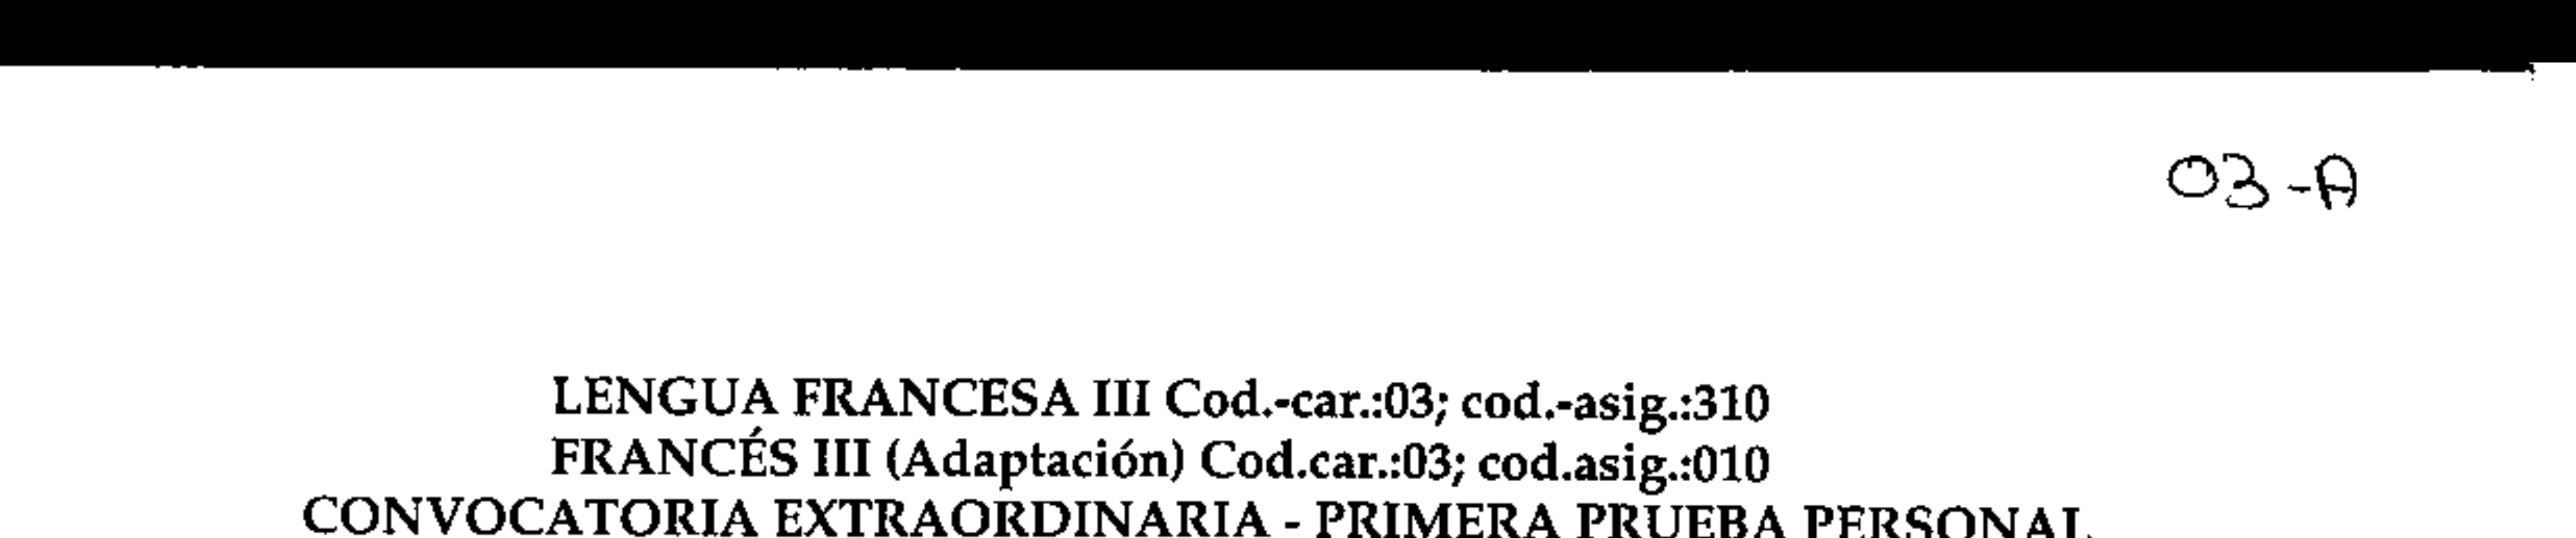 03-A
LENGUA FRANCESA III Cod.-car.:03; cod.-asig.:310
FRANCÉS III (Adaptación) Cod.car.:03; cod.asig.:010
CONVOCATORIA EXTRAORDINARIA - PRIMERA PRUEBA PERSONAL